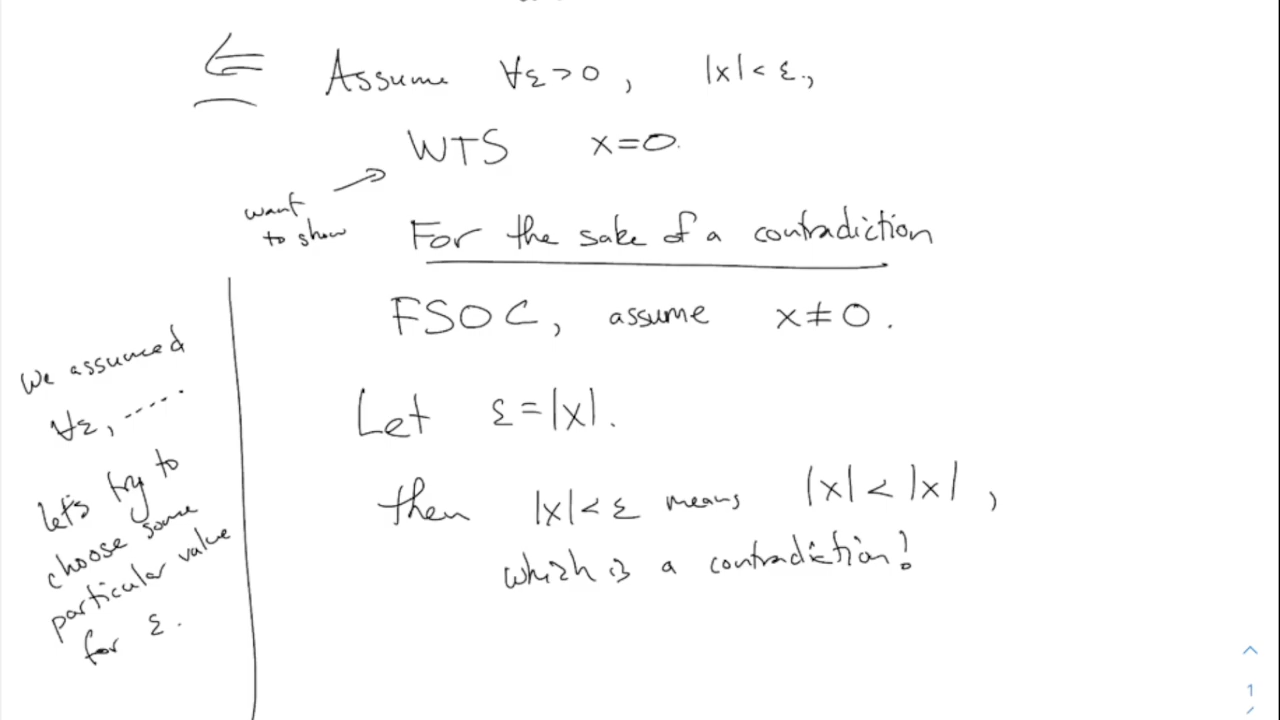 ⇐ Assume ∀ε>0, |x|<ε,
WTS x=0.
want
to show
For the sake of a contradiction
FSOC, assume x≠0.
Let ε=|x|.
then |x|<ε means |x|<|x|,
which is a contradiction!
We assumed
∀ε, .....
let's try to
choose some
particular value
for ε.
1